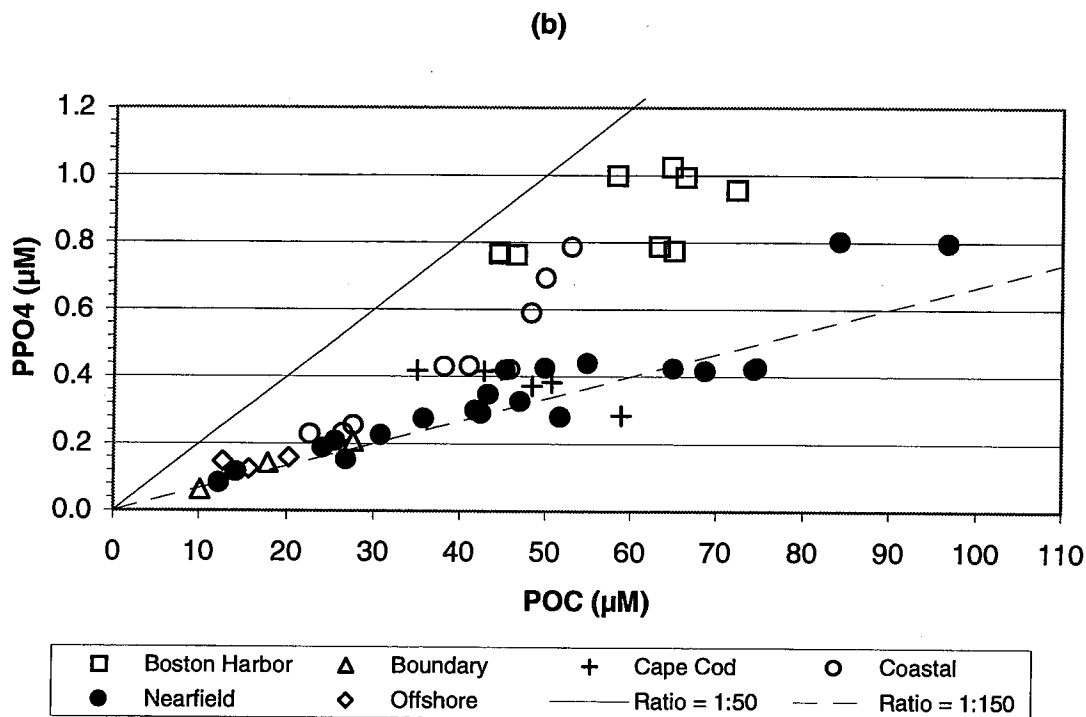 (b)
1.2
1.0
0.8
0.6
0.4
0.2
0.0
PPO4 (µM)
0 10 20 30 40 50 60 70 80 90 100 110
POC (µM)
Boston Harbor Boundary Cape Cod Coastal
Nearfield Offshore Ratio = 1:50 Ratio = 1:150